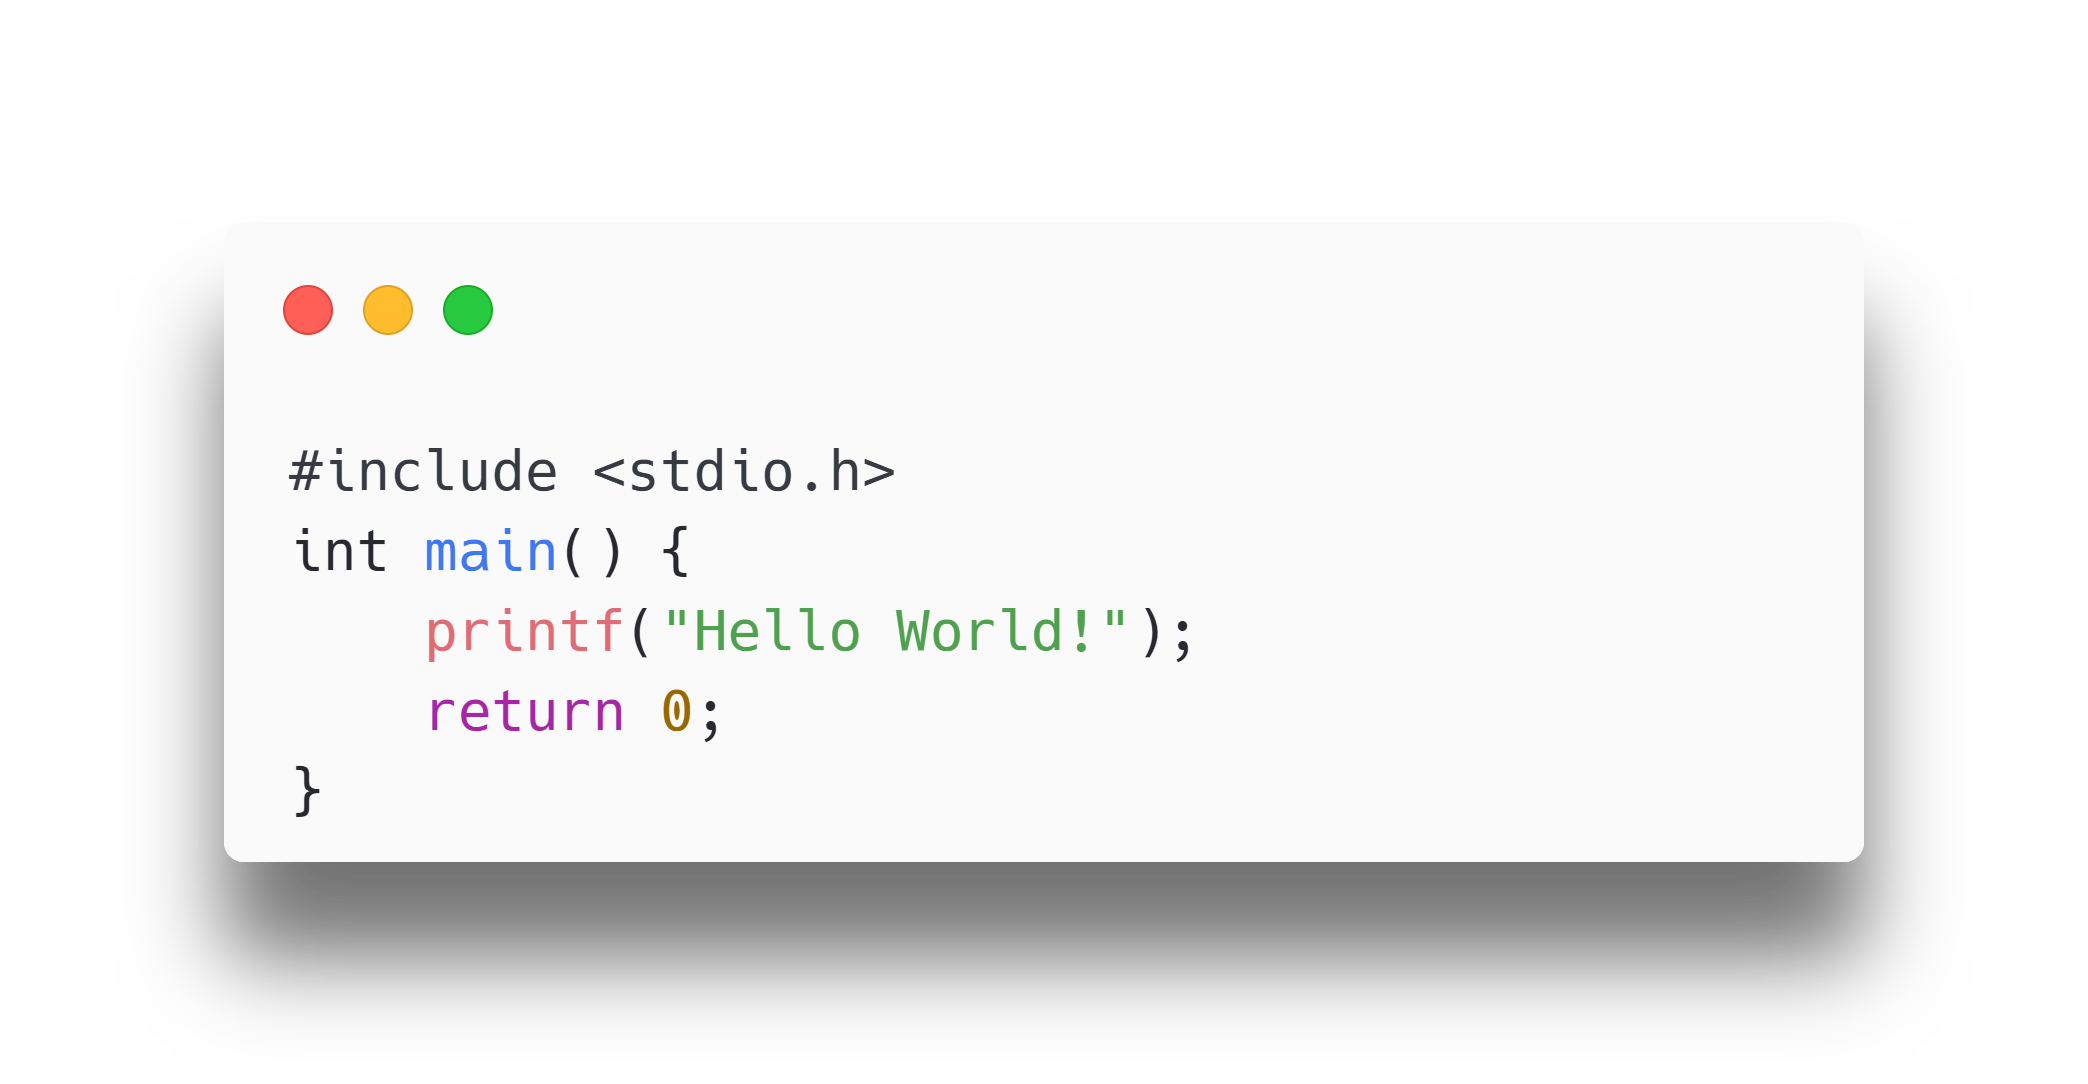 #include <stdio.h>
int main() {
    printf("Hello World!");
    return 0;
}